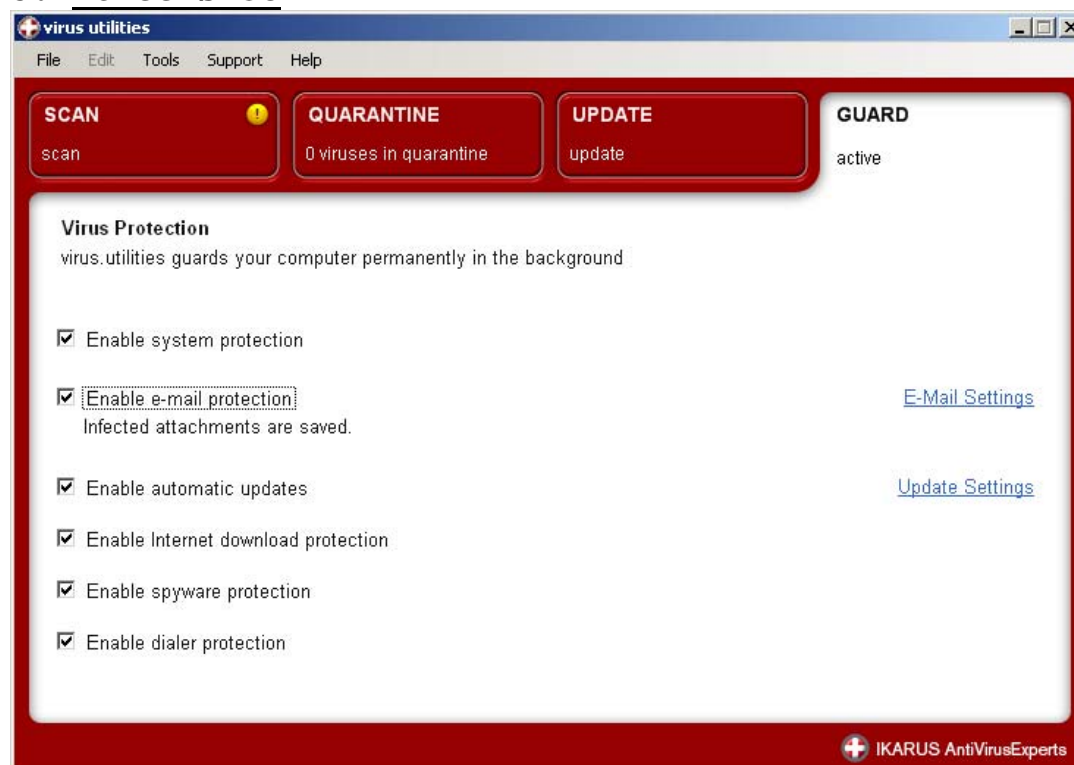 virus utilities
File Edit Tools Support Help
SCAN
scan
QUARANTINE
0 viruses in quarantine
UPDATE
update
GUARD
active
Virus Protection
virus.utilities guards your computer permanently in the background
Enable system protection
Enable e-mail protection E-Mail Settings
Infected attachments are saved.
Enable automatic updates Update Settings
Enable Internet download protection
Enable spyware protection
Enable dialer protection
IKARUS AntiVirusExperts